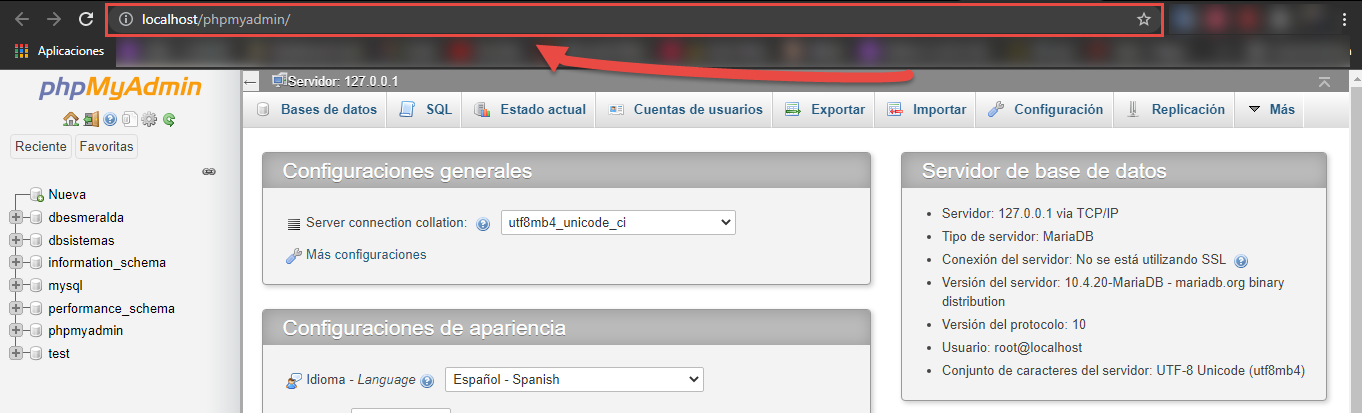 localhost/phpmyadmin/
Aplicaciones
phpMyAdmin
Reciente
Favoritas
Nueva
dbesmeralda
dbsistemas
information_schema
mysql
performance_schema
phpmyadmin
test
Servidor: 127.0.0.1
Bases de datos
SQL
Estado actual
Cuentas de usuarios
Exportar
Importar
Configuración
Replicación
Más
Configuraciones generales
Server connection collation:
utf8mb4_unicode_ci
Más configuraciones
Configuraciones de apariencia
Idioma - Language
Español - Spanish
Servidor de base de datos
Servidor: 127.0.0.1 via TCP/IP
Tipo de servidor: MariaDB
Conexión del servidor: No se está utilizando SSL
Versión del servidor: 10.4.20-MariaDB - mariadb.org binary
distribution
Versión del protocolo: 10
Usuario: root@localhost
Conjunto de caracteres del servidor: UTF-8 Unicode (utf8mb4)